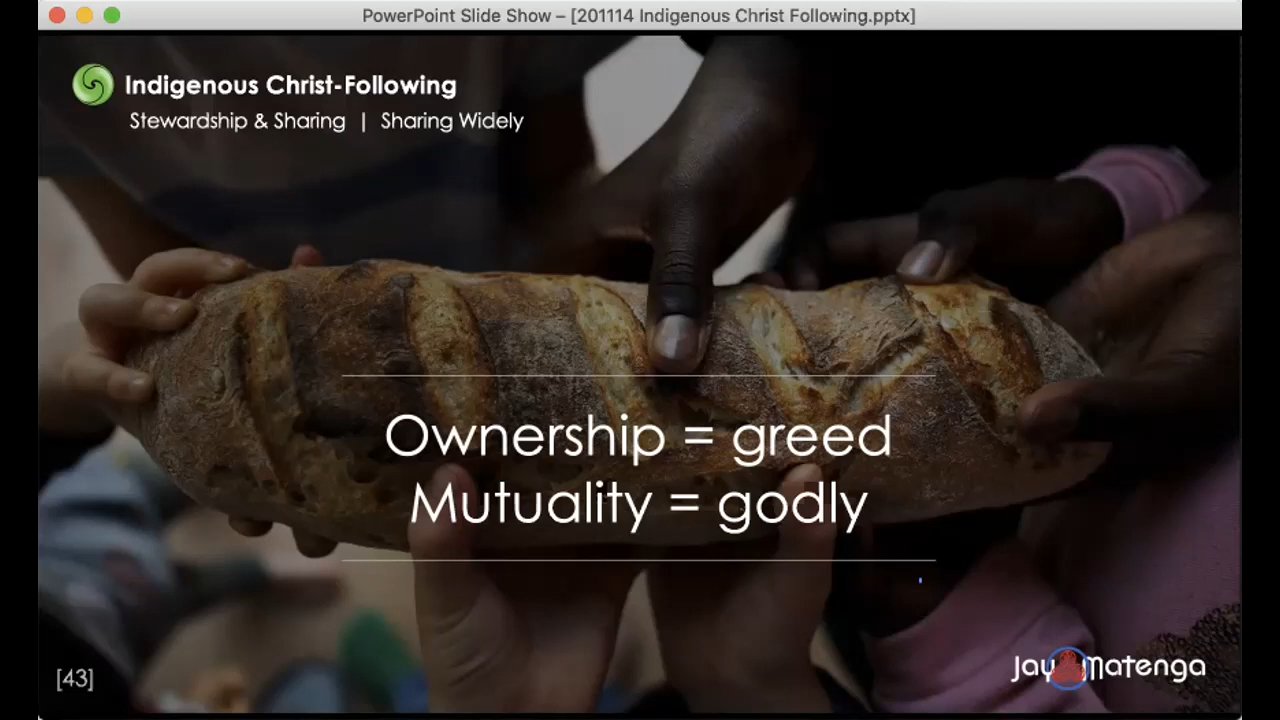 PowerPoint Slide Show – [201114 Indigenous Christ Following.pptx]
Indigenous Christ-Following
Stewardship & Sharing | Sharing Widely
Ownership = greed
Mutuality = godly
[43]
Jay Matenga